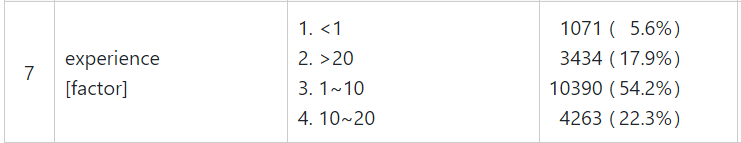 7
experience
[factor]
1. <1
2. >20
3. 1~10
4. 10~20
1071 ( 5.6%)
3434 (17.9%)
10390 (54.2%)
4263 (22.3%)